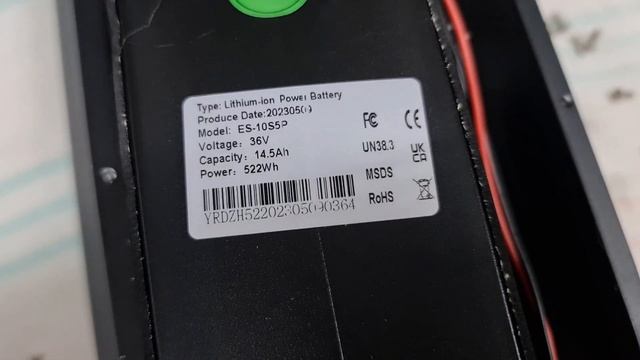 Type: Lithium-ion Power Battery
Model: ES-10S5P
Voltage: 36V
Capacity: 14.5Ah
Power: 522Wh
FC CE
UN38.3 UK CA
MSDS
RoHS